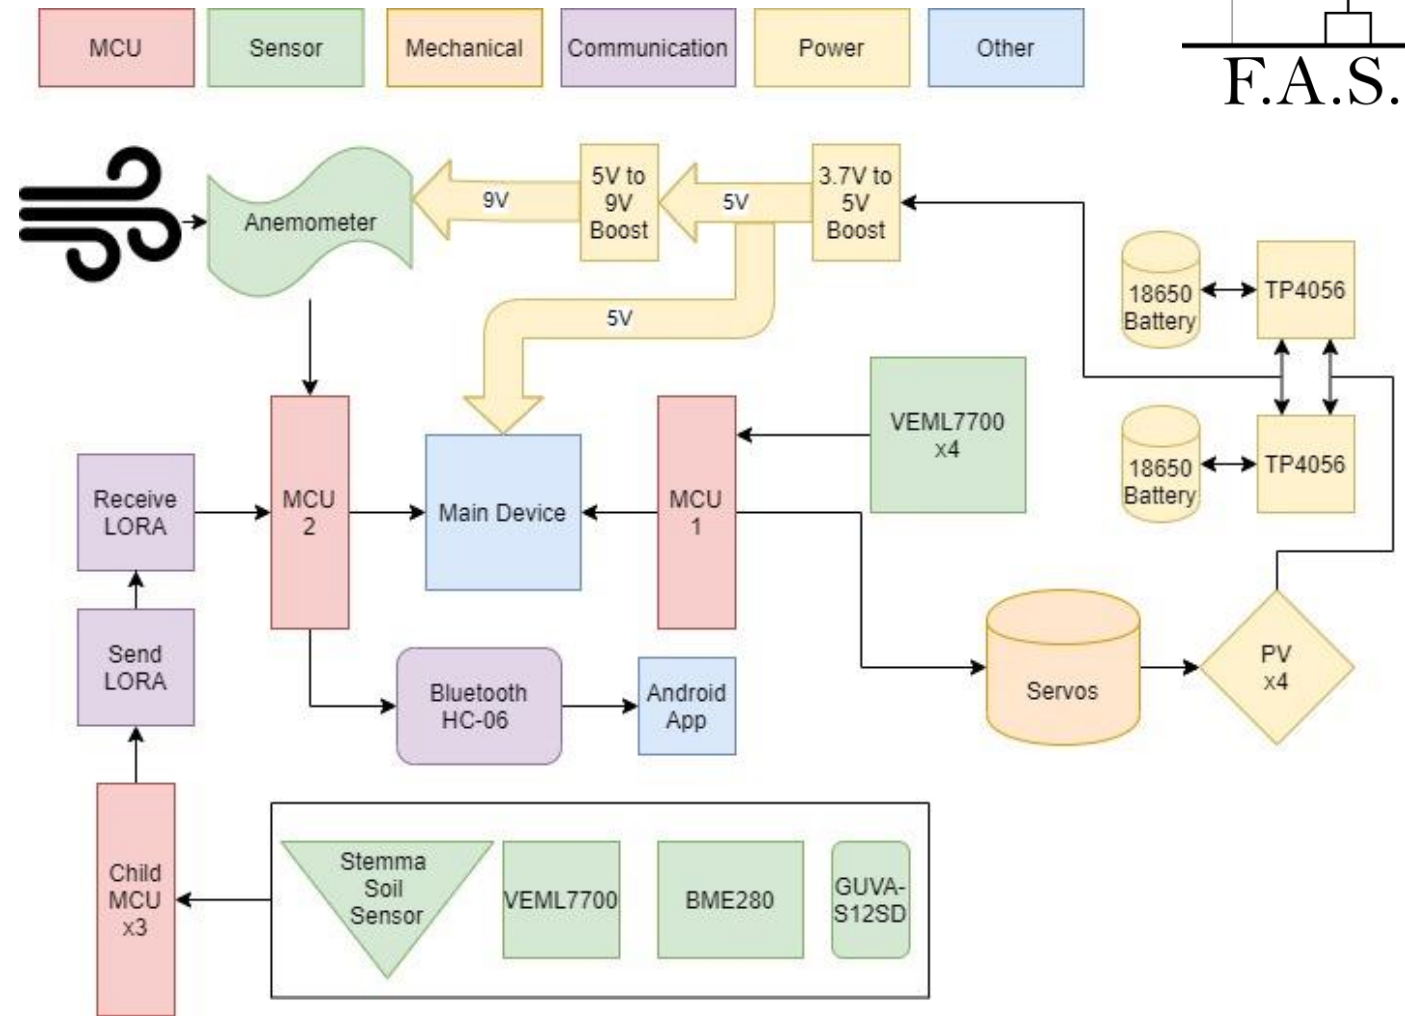 MCU
Sensor
Mechanical
Communication
Power
Other
F.A.S.
Anemometer
9V
5V to
9V
Boost
5V
3.7V to
5V
Boost
5V
18650
Battery
TP4056
18650
Battery
TP4056
VEML7700
x4
Receive
LORA
MCU
2
Main Device
MCU
1
Send
LORA
Bluetooth
HC-06
Android
App
Servos
PV
x4
Child
MCU
x3
Stemma
Soil
Sensor
VEML7700
BME280
GUVA-
S12SD